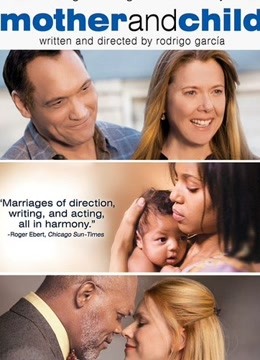 motherandchild
written and directed by rodrigo garcía
"Marriages of direction,
writing, and acting,
all in harmony."
-Roger Ebert, Chicago Sun-Times